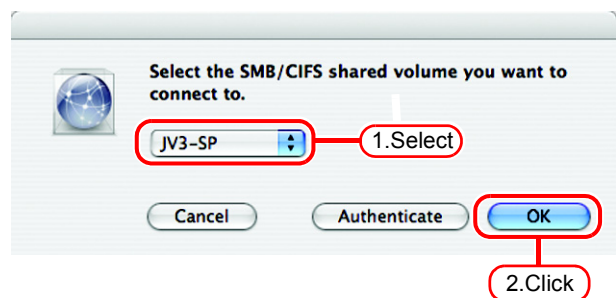 Select the SMB/CIFS shared volume you want to
connect to.
JV3-SP
1.Select
Cancel
Authenticate
OK
2.Click